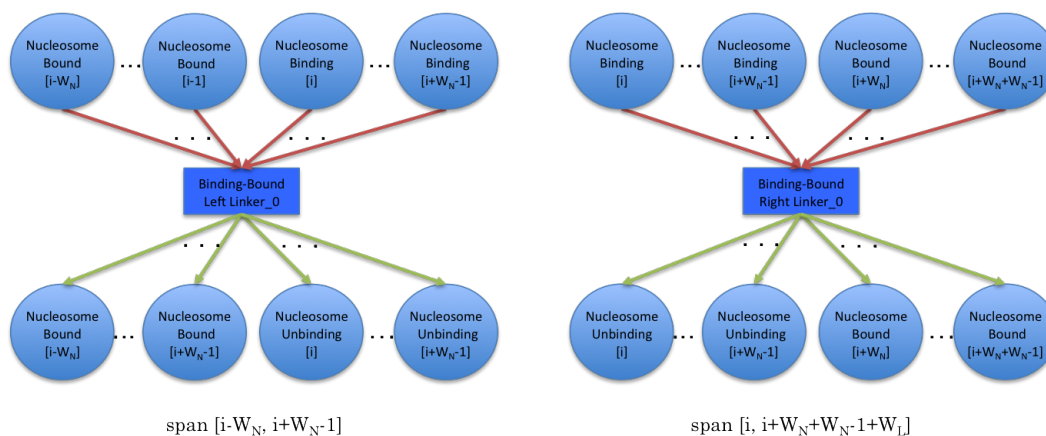 Nucleosome
Bound
[i-W_N]
...
Nucleosome
Bound
[i-1]
Nucleosome
Binding
[i]
...
Nucleosome
Binding
[i+W_N-1]
. . .
. . .
Binding-Bound
Left Linker_0
. . .
. . .
Nucleosome
Bound
[i-W_N]
...
Nucleosome
Bound
[i+W_N-1]
Nucleosome
Unbinding
[i]
...
Nucleosome
Unbinding
[i+W_N-1]
span [i-W_N, i+W_N-1]
Nucleosome
Binding
[i]
...
Nucleosome
Binding
[i+W_N-1]
Nucleosome
Bound
[i+W_N]
...
Nucleosome
Bound
[i+W_N+W_N-1]
. . .
. . .
Binding-Bound
Right Linker_0
. . .
. . .
Nucleosome
Unbinding
[i]
...
Nucleosome
Unbinding
[i+W_N-1]
Nucleosome
Bound
[i+W_N]
...
Nucleosome
Bound
[i+W_N+W_N-1]
span [i, i+W_N+W_N-1+W_L]